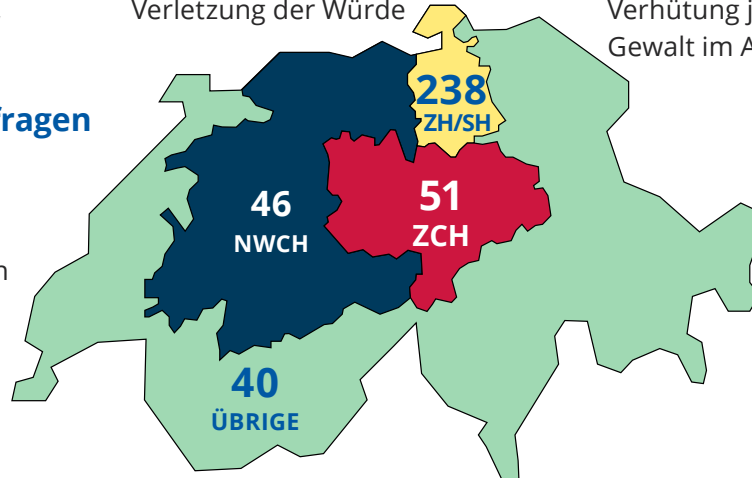 Verletzung der Würde
Verhütung j
Gewalt im A
fragen
n
238
ZH/SH
46
NWCH
51
ZCH
40
ÜBRIGE